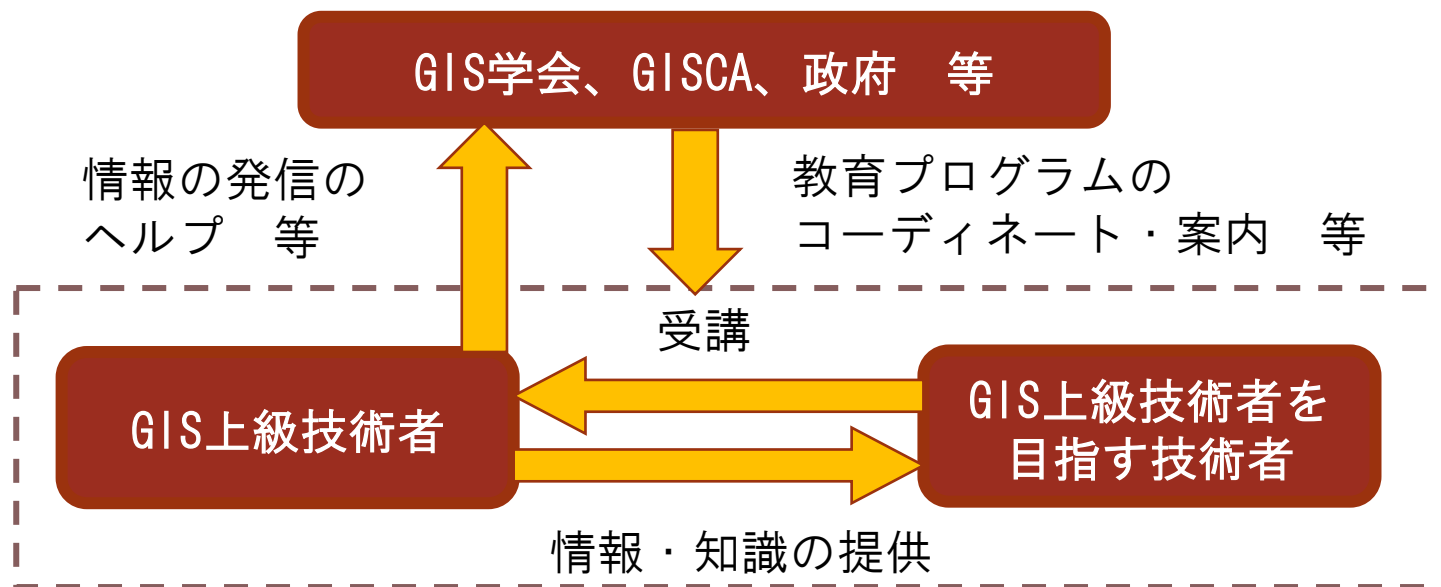 GIS学会、GISCA、政府　等
情報の発信の
ヘルプ　等
教育プログラムの
コーディネート・案内　等
受講
GIS上級技術者
GIS上級技術者を
目指す技術者
情報・知識の提供